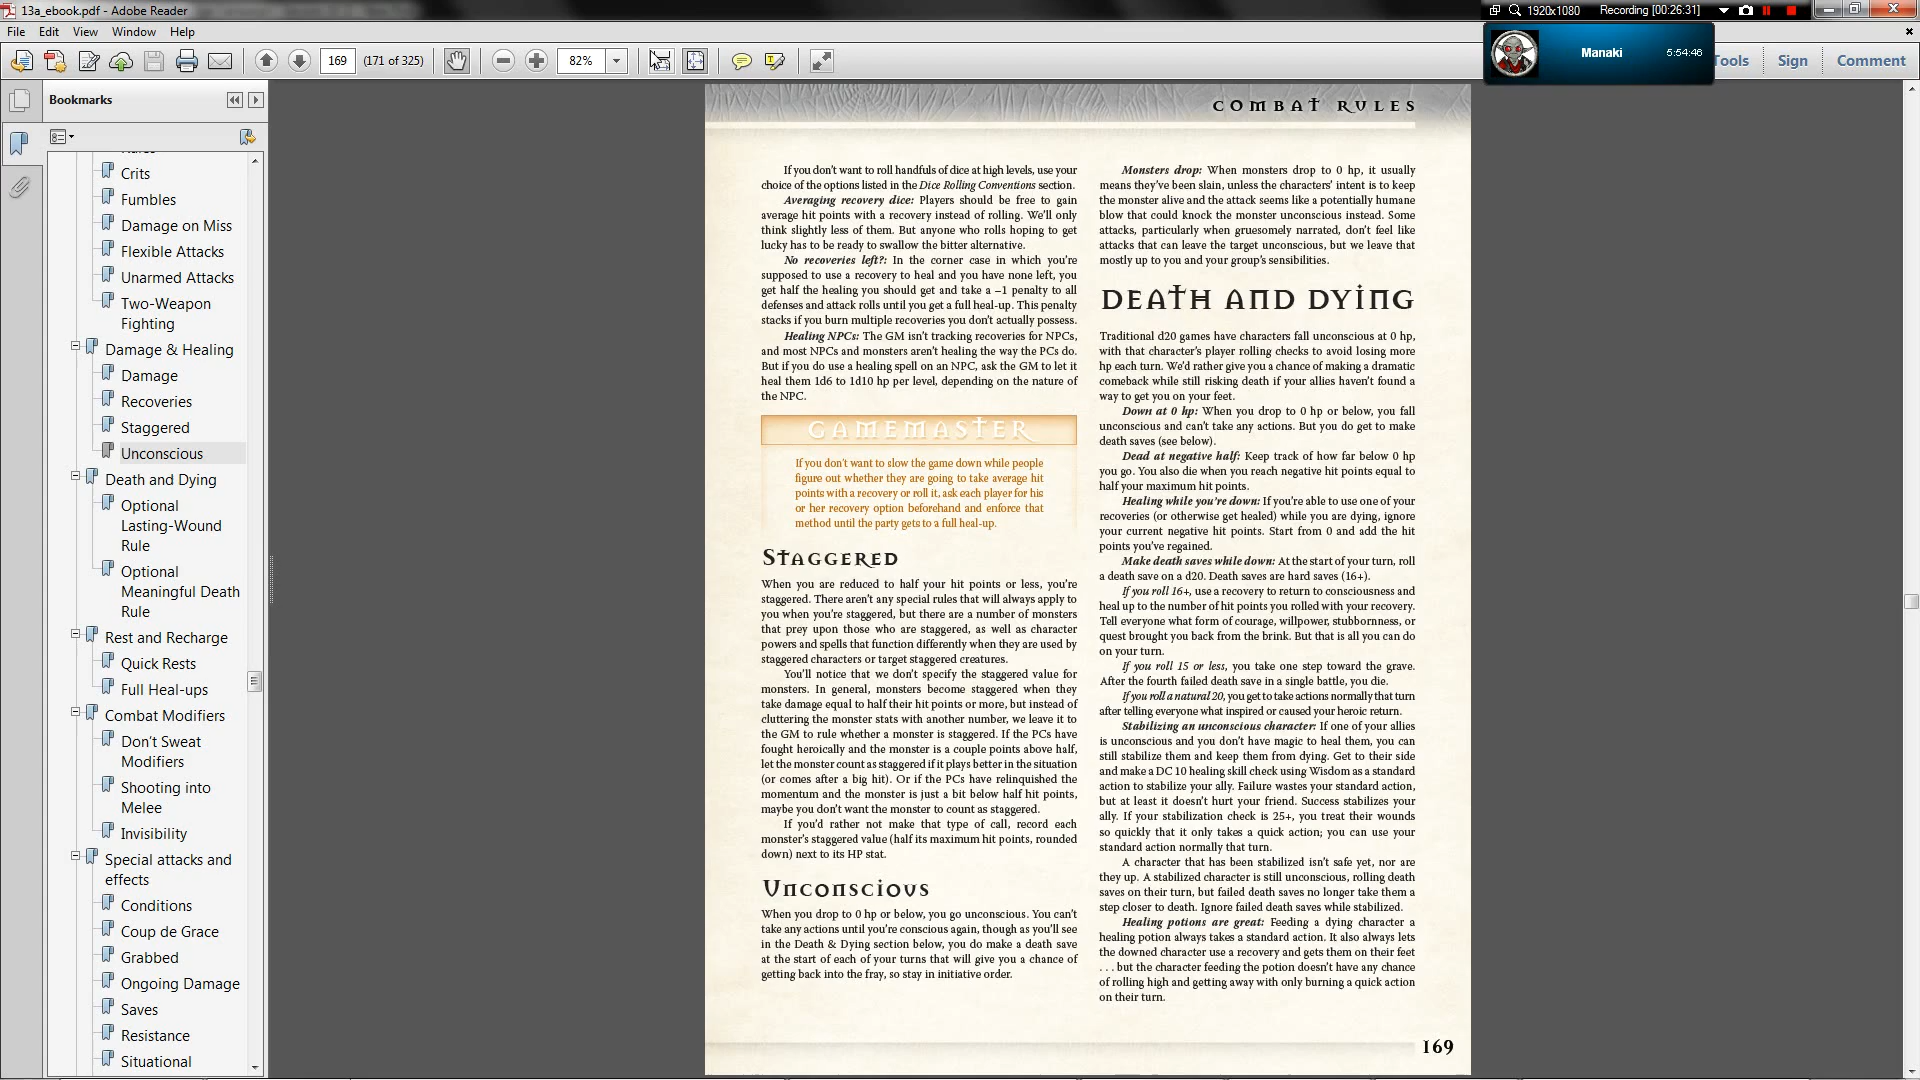 13a_ebook.pdf - Adobe Reader
1920x1080
Recording [00:26:31]
File Edit View Window Help
169 (171 of 325)
82%
Manaki
5:54:46
Tools
Sign
Comment
Bookmarks
Crits
Fumbles
Damage on Miss
Flexible Attacks
Unarmed Attacks
Two-Weapon
Fighting
Damage & Healing
Damage
Recoveries
Staggered
Unconscious
Death and Dying
Optional
Lasting-Wound
Rule
Optional
Meaningful Death
Rule
Rest and Recharge
Quick Rests
Full Heal-ups
Combat Modifiers
Don't Sweat
Modifiers
Shooting into
Melee
Invisibility
Special attacks and
effects
Conditions
Coup de Grace
Grabbed
Ongoing Damage
Saves
Resistance
Situational
COMBAT RULES
If you don't want to roll handfuls of dice at high levels, use your
choice of the options listed in the Dice Rolling Conventions section.
Averaging recovery dice: Players should be free to gain
average hit points with a recovery instead of rolling. We'll only
think slightly less of them. But anyone who rolls hoping to get
lucky has to be ready to swallow the bitter alternative.
No recoveries left?: In the corner case in which you're
supposed to use a recovery to heal and you have none left, you
get half the healing you should get and take a –1 penalty to all
defenses and attack rolls until you get a full heal-up. This penalty
stacks if you burn multiple recoveries you don't actually possess.
Healing NPCs: The GM isn't tracking recoveries for NPCs,
and most NPCs and monsters aren't healing the way the PCs do.
But if you do use a healing spell on an NPC, ask the GM to let it
heal them 1d6 to 1d10 hp per level, depending on the nature of
the NPC.
GAMEMASTER
If you don't want to slow the game down while people
figure out whether they are going to take average hit
points with a recovery or roll it, ask each player for his
or her recovery option beforehand and enforce that
method until the party gets to a full heal-up.
STAGGERED
When you are reduced to half your hit points or less, you're
staggered. There aren't any special rules that will always apply to
you when you're staggered, but there are a number of monsters
that prey upon those who are staggered, as well as character
powers and spells that function differently when they are used by
staggered characters or target staggered creatures.
You'll notice that we don't specify the staggered value for
monsters. In general, monsters become staggered when they
take damage equal to half their hit points or more, but instead of
cluttering the monster stats with another number, we leave it to
the GM to rule whether a monster is staggered. If the PCs have
fought heroically and the monster is a couple points above half,
let the monster count as staggered if it plays better in the situation
(or comes after a big hit). Or if the PCs have relinquished the
momentum and the monster is just a bit below half hit points,
maybe you don't want the monster to count as staggered.
If you'd rather not make that type of call, record each
monster's staggered value (half its maximum hit points, rounded
down) next to its HP stat.
UNCONSCIOUS
When you drop to 0 hp or below, you go unconscious. You can't
take any actions until you're conscious again, though as you'll see
in the Death & Dying section below, you do make a death save
at the start of each of your turns that will give you a chance of
getting back into the fray, so stay in initiative order.
Monsters drop: When monsters drop to 0 hp, it usually
means they've been slain, unless the characters' intent is to keep
the monster alive and the attack seems like a potentially humane
blow that could knock the monster unconscious instead. Some
attacks, particularly when gruesomely narrated, don't feel like
attacks that can leave the target unconscious, but we leave that
mostly up to you and your group's sensibilities.
DEATH AND DYING
Traditional d20 games have characters fall unconscious at 0 hp,
with that character's player rolling checks to avoid losing more
hp each turn. We'd rather give you a chance of making a dramatic
comeback while still risking death if your allies haven't found a
way to get you on your feet.
Down at 0 hp: When you drop to 0 hp or below, you fall
unconscious and can't take any actions. But you do get to make
death saves (see below).
Dead at negative half: Keep track of how far below 0 hp
you go. You also die when you reach negative hit points equal to
half your maximum hit points.
Healing while you're down: If you're able to use one of your
recoveries (or otherwise get healed) while you are dying, ignore
your current negative hit points. Start from 0 and add the hit
points you've regained.
Make death saves while down: At the start of your turn, roll
a death save on a d20. Death saves are hard saves (16+).
If you roll 16+, use a recovery to return to consciousness and
heal up to the number of hit points you rolled with your recovery.
Tell everyone what form of courage, willpower, stubbornness, or
quest brought you back from the brink. But that is all you can do
on your turn.
If you roll 15 or less, you take one step toward the grave.
After the fourth failed death save in a single battle, you die.
If you roll a natural 20, you get to take actions normally that turn
after telling everyone what inspired or caused your heroic return.
Stabilizing an unconscious character: If one of your allies
is unconscious and you don't have magic to heal them, you can
still stabilize them and keep them from dying. Get to their side
and make a DC 10 healing skill check using Wisdom as a standard
action to stabilize your ally. Failure wastes your standard action,
but at least it doesn't hurt your friend. Success stabilizes your
ally. If your stabilization check is 25+, you treat their wounds
so quickly that it only takes a quick action; you can use your
standard action normally that turn.
A character that has been stabilized isn't safe yet, nor are
they up. A stabilized character is still unconscious, rolling death
saves on their turn, but failed death saves no longer take them a
step closer to death. Ignore failed death saves while stabilized.
Healing potions are great: Feeding a dying character a
healing potion always takes a standard action. It also always lets
the downed character use a recovery and gets them on their feet
. . . but the character feeding the potion doesn't have any chance
of rolling high and getting away with only burning a quick action
on their turn.
169